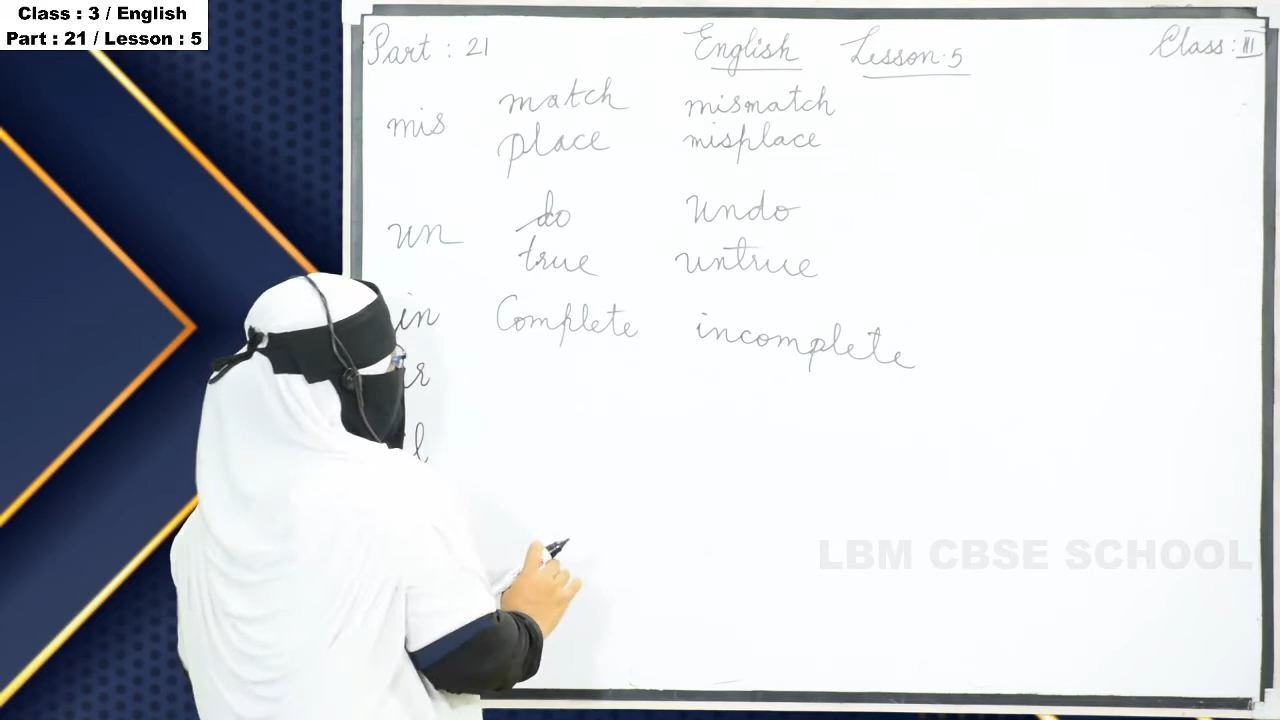 Class : 3 / English
Part : 21 / Lesson : 5
Part : 21 English Lesson. 5 Class : III
mis match mismatch
place misplace
un do undo
true untrue
in Complete incomplete
LBM CBSE SCHOOL